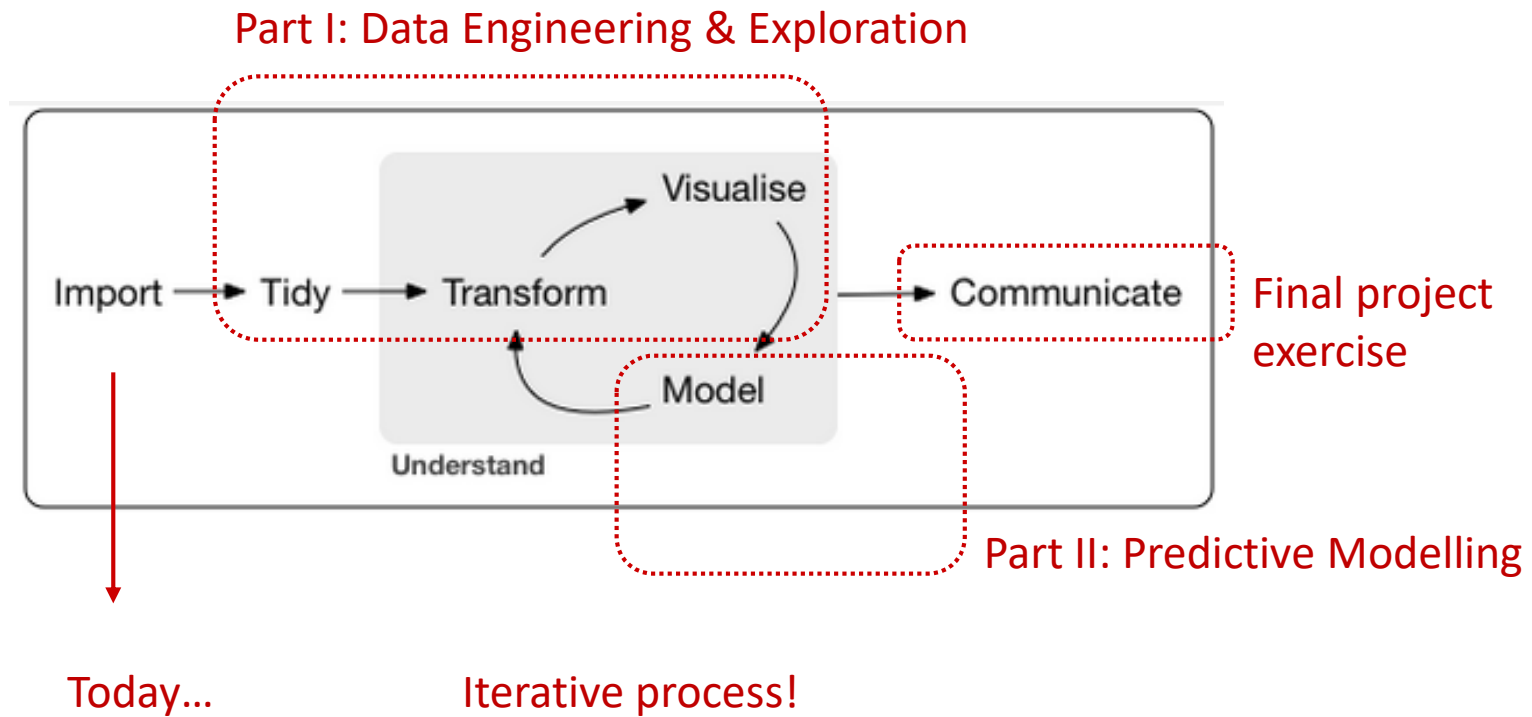 Part I: Data Engineering & Exploration
Visualise
Import
Tidy
Transform
Communicate
Final project
exercise
Model
Understand
Part II: Predictive Modelling
Today...
Iterative process!